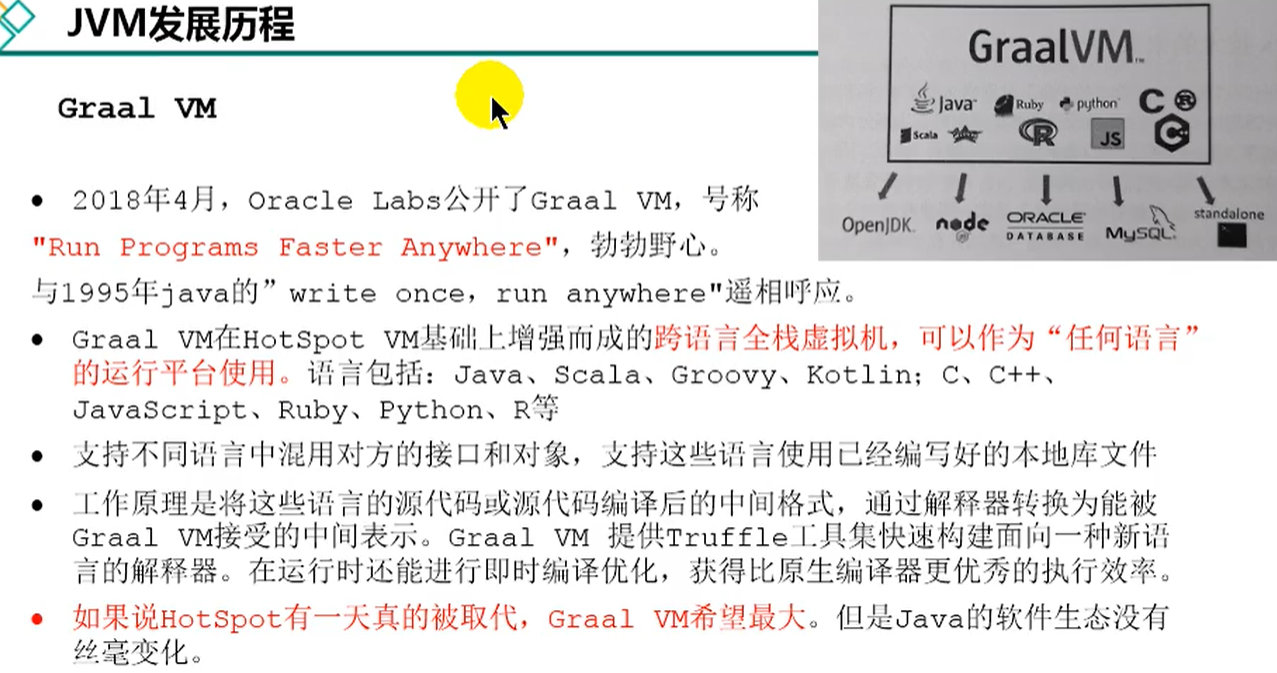 JVM发展历程
GraalVM™
Java
Ruby
python
C
R
Scala
R
JS
C
OpenJDK.
node
JS
ORACLE
DATABASE
MySQL
standalone
Graal VM
• 2018年4月，Oracle Labs公开了Graal VM，号称
"Run Programs Faster Anywhere"，勃勃野心。
与1995年java的”write once，run anywhere"遥相呼应。
• Graal VM在HotSpot VM基础上增强而成的跨语言全栈虚拟机，可以作为“任何语言”
的运行平台使用。语言包括：Java、Scala、Groovy、Kotlin；C、C++、
JavaScript、Ruby、Python、R等
• 支持不同语言中混用对方的接口和对象，支持这些语言使用已经编写好的本地库文件
• 工作原理是将这些语言的源代码或源代码编译后的中间格式，通过解释器转换为能被
Graal VM接受的中间表示。Graal VM 提供Truffle工具集快速构建面向一种新语
言的解释器。在运行时还能进行即时编译优化，获得比原生编译器更优秀的执行效率。
• 如果说HotSpot有一天真的被取代，Graal VM希望最大。但是Java的软件生态没有
丝毫变化。